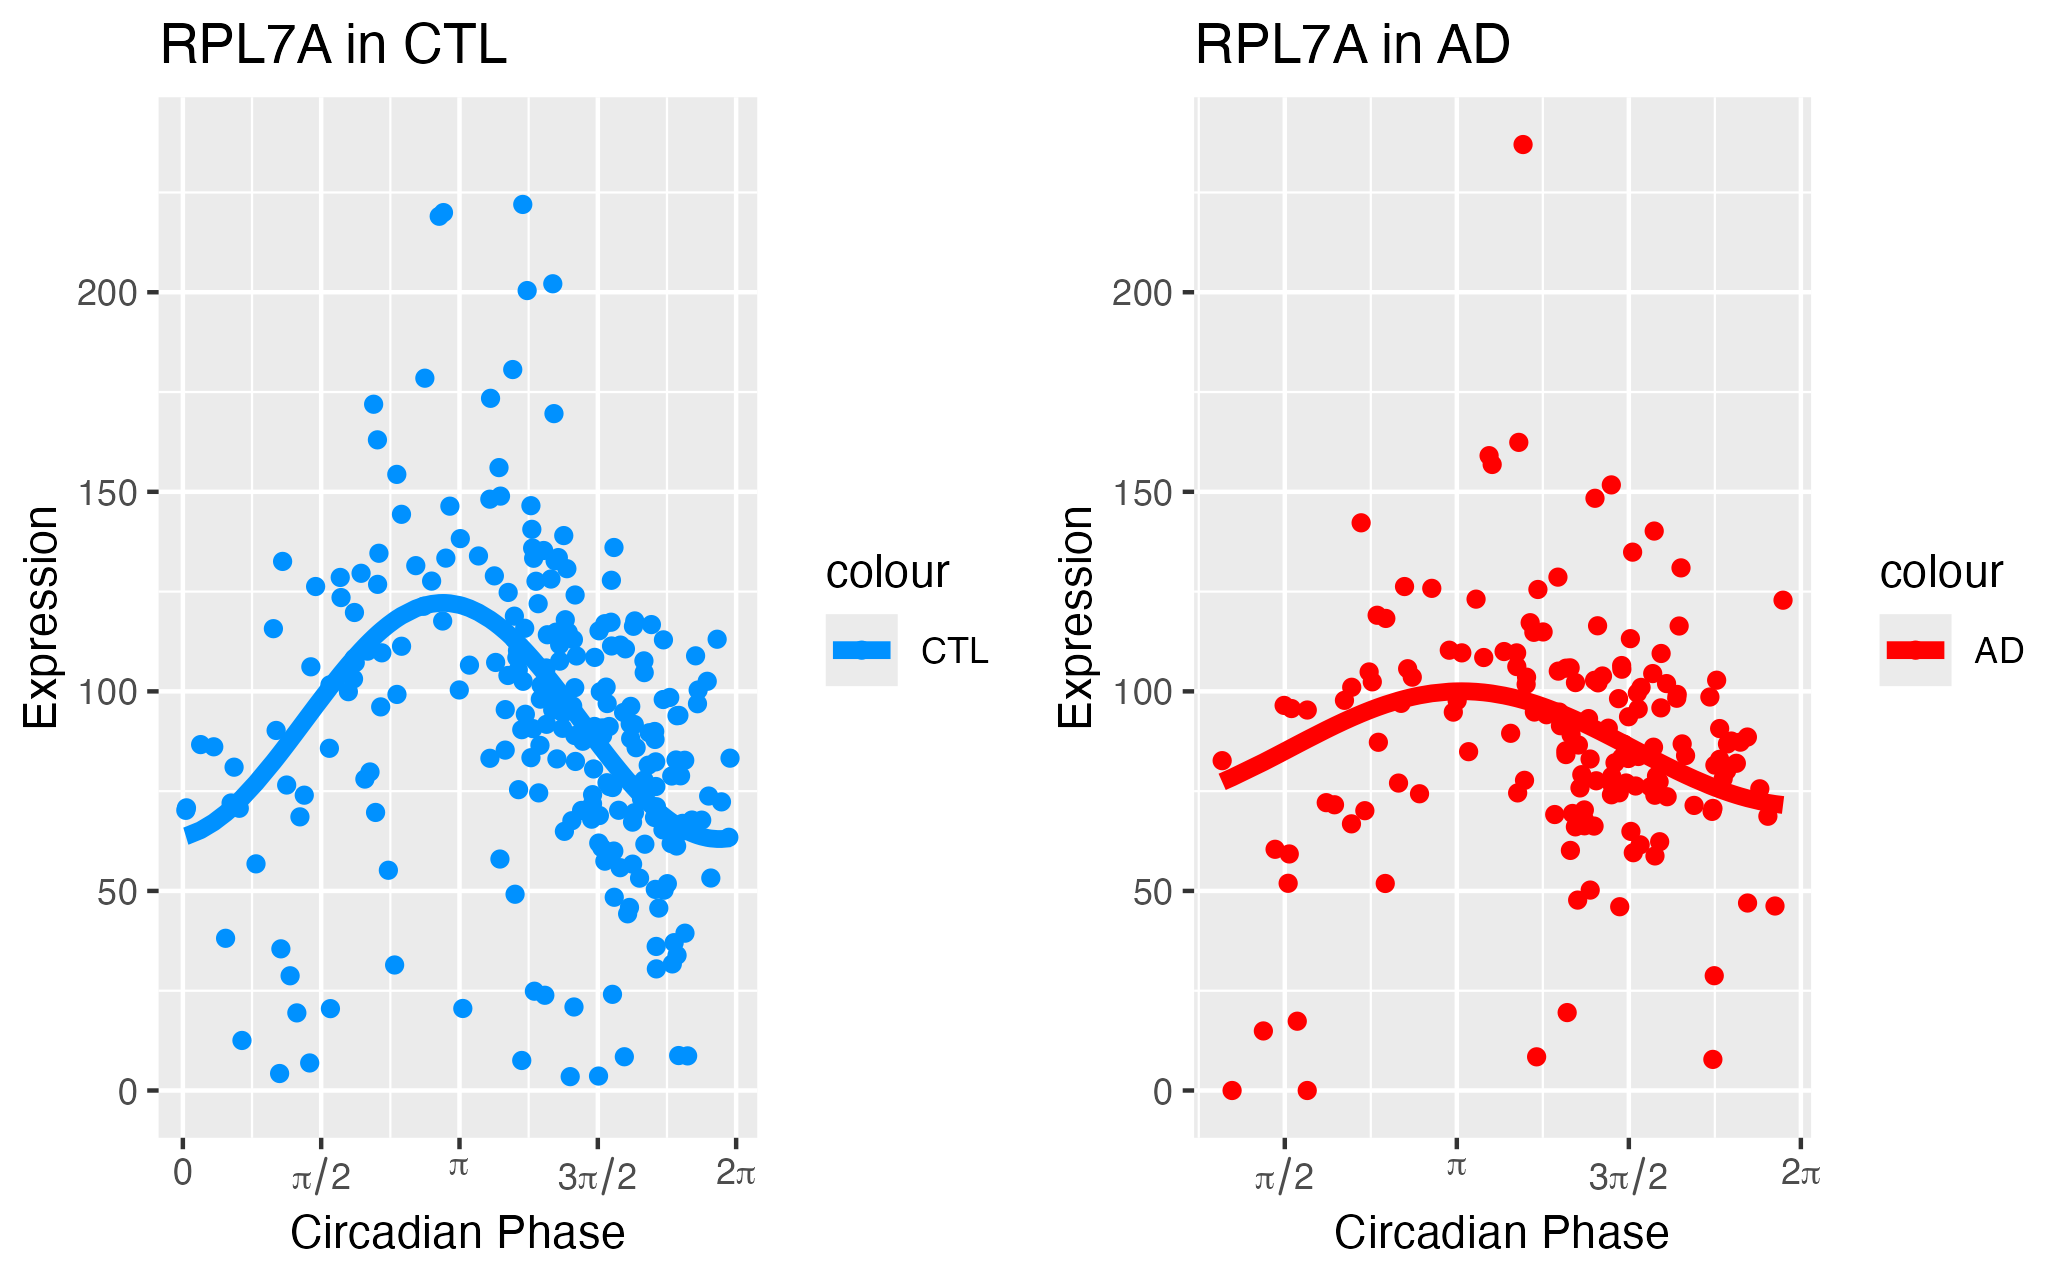 RPL7A in CTL
Expression
200
150
100
50
0
0 π/2 π 3π/2 2π
Circadian Phase
colour
CTL
RPL7A in AD
Expression
200
150
100
50
0
π/2 π 3π/2 2π
Circadian Phase
colour
AD